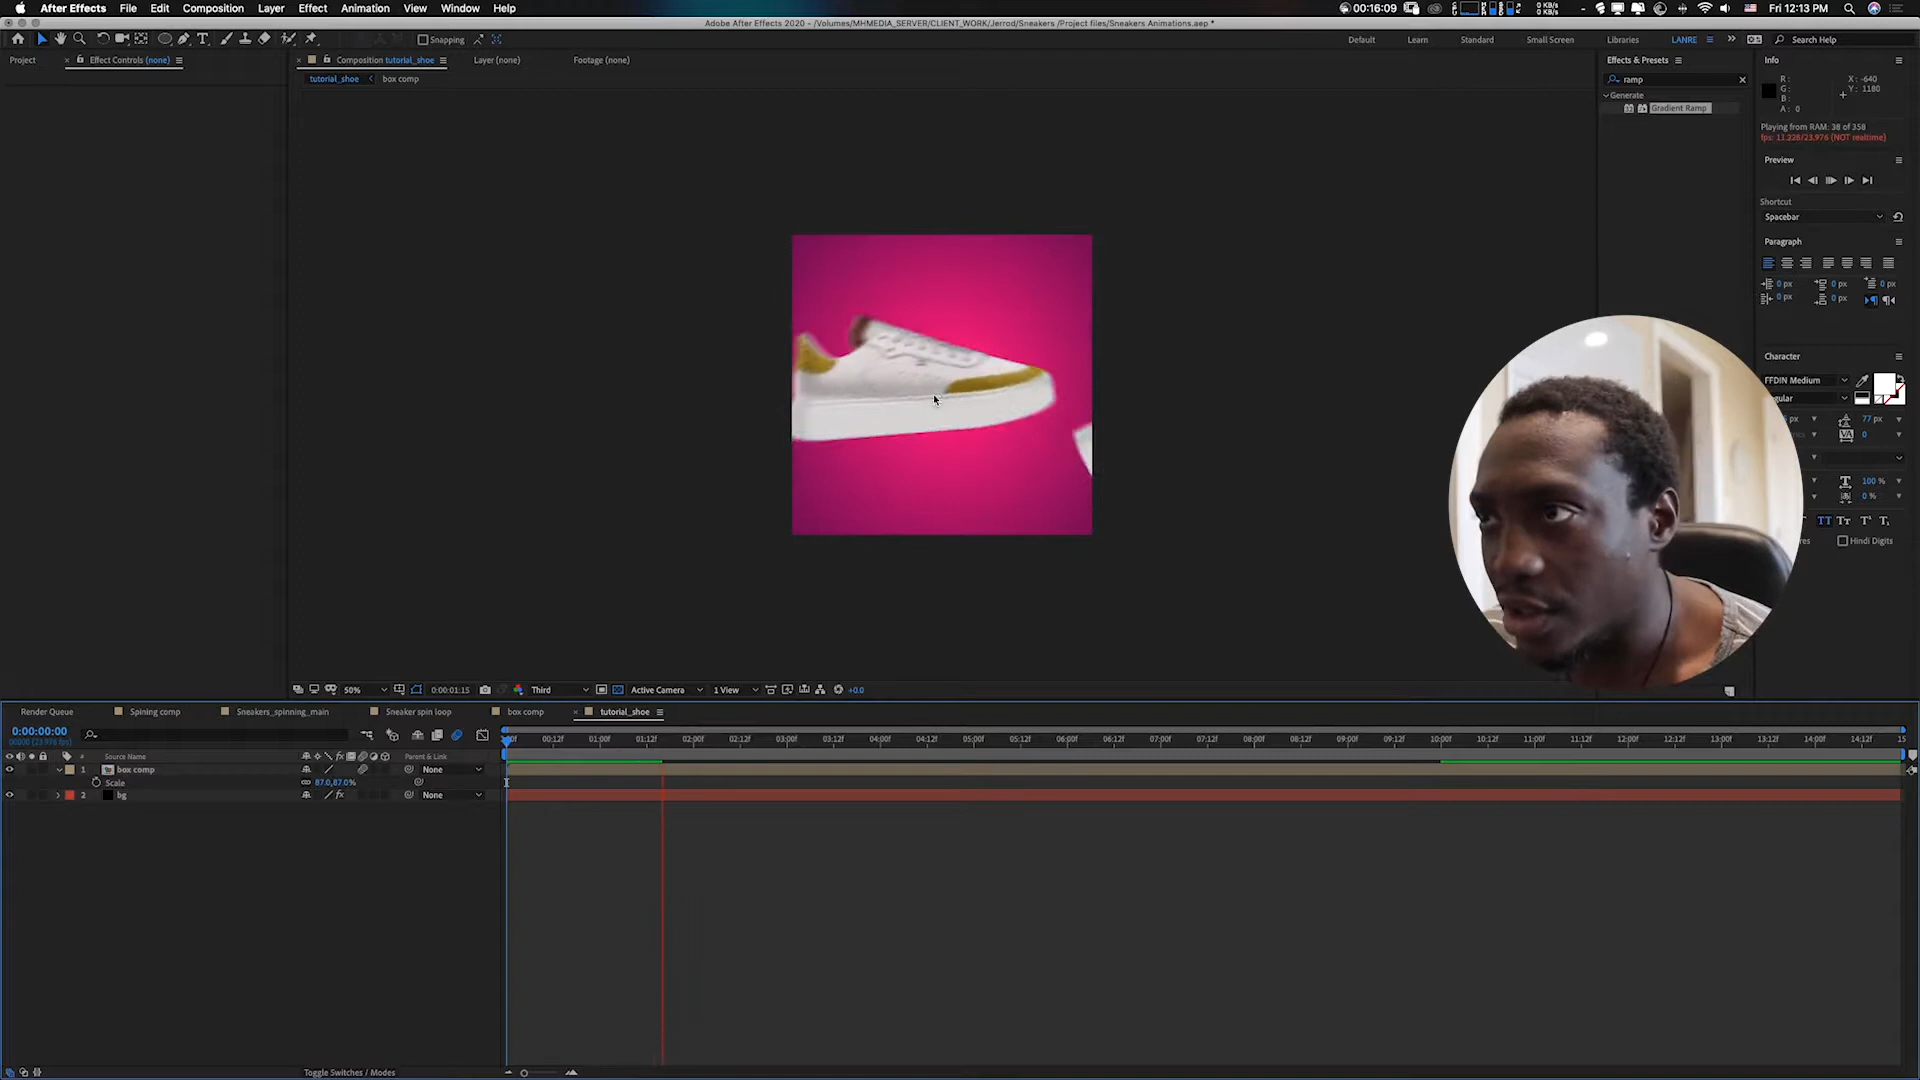 After Effects File Edit Composition Layer Effect Animation View Window Help
00:16:09 0 KB/s 0 KB/s Fri 12:13 PM
Adobe After Effects 2020 - /Volumes/MHMEDIA_SERVER/CLIENT_WORK/Jerrod/Sneakers /Project files/Sneakers Animations.aep *
Snapping Default Learn Standard Small Screen Libraries LANRE Search Help
Project Effect Controls (none) Composition tutorial_shoe Layer (none) Footage (none) Effects & Presets Info
tutorial_shoe box comp
ramp
Generate
Gradient Ramp
R :
G :
B :
A : 0
X : -640
Y : 1180
Playing from RAM: 38 of 358
fps: 11.228/23.976 (NOT realtime)
Preview
Shortcut
Spacebar
Paragraph
0 px 0 px 0 px
0 px 0 px
Character
FFDIN Medium
77 px
0
100 %
0 %
TT Tt T T
Hindi Digits
50% 0:00:01:15 Third Active Camera 1 View +0.0
Render Queue Spining comp Sneakers_spinning_main Sneaker spin loop box comp tutorial_shoe
0:00:00:00
00000 (23.976 fps)
00:12f 01:00f 01:12f 02:00f 02:12f 03:00f 03:12f 04:00f 04:12f 05:00f 05:12f 06:00f 06:12f 07:00f 07:12f 08:00f 08:12f 09:00f 09:12f 10:00f 10:12f 11:00f 11:12f 12:00f 12:12f 13:00f 13:12f 14:00f 14:12f 15
# Source Name Parent & Link
1 box comp None
Scale 87.0,87.0%
2 bg None
Toggle Switches / Modes